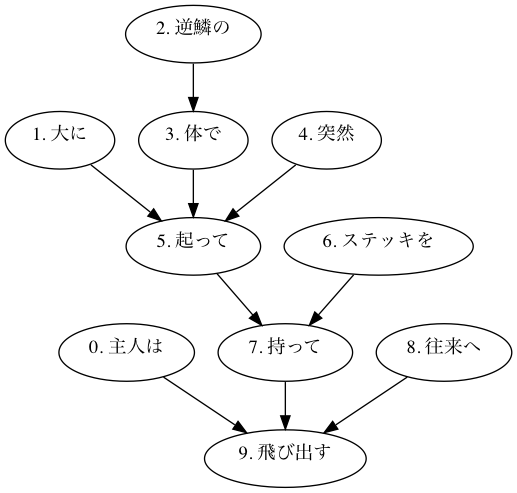 2. 逆鱗の
1. 大に
3. 体で
4. 突然
5. 起って
6. ステッキを
0. 主人は
7. 持って
8. 往来へ
9. 飛び出す